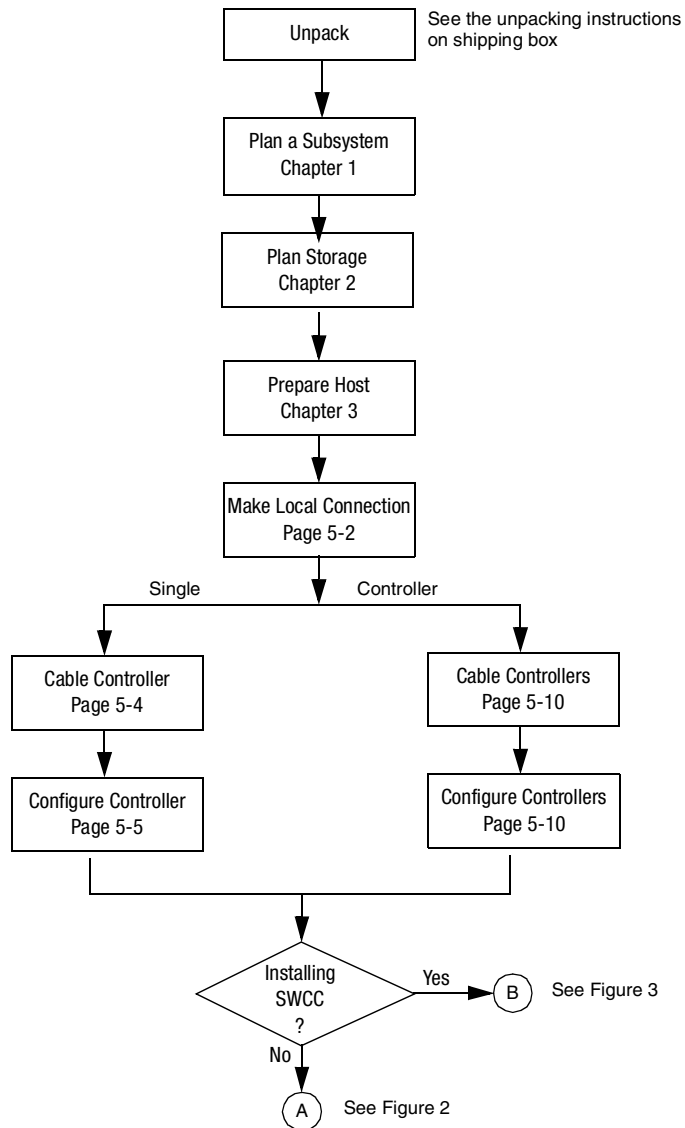 Unpack
See the unpacking instructions
on shipping box
Plan a Subsystem
Chapter 1
Plan Storage
Chapter 2
Prepare Host
Chapter 3
Make Local Connection
Page 5-2
Single
Controller
Cable Controller
Page 5-4
Cable Controllers
Page 5-10
Configure Controller
Page 5-5
Configure Controllers
Page 5-10
Installing
SWCC
?
Yes
B
See Figure 3
No
A
See Figure 2